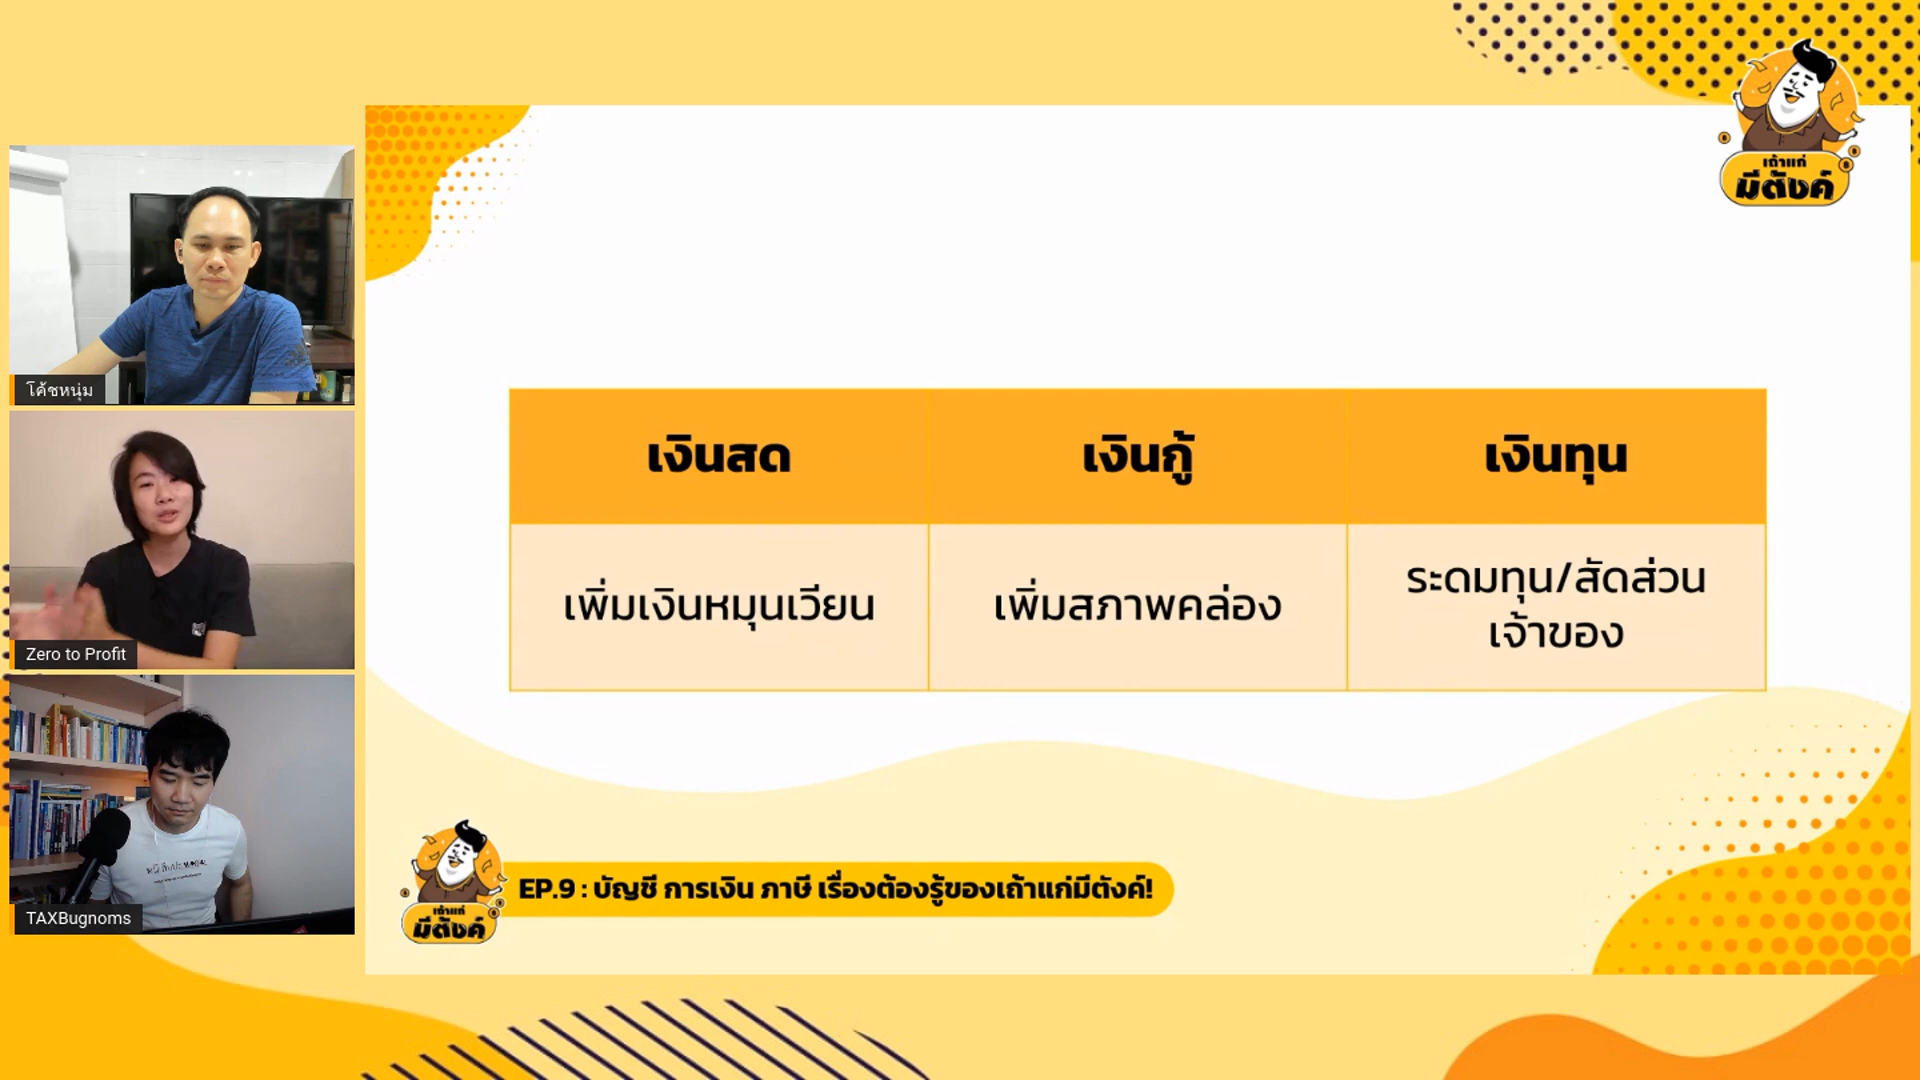 เถ้าแก่
มีตังค์
โค้ชหนุ่ม
Zero to Profit
TAXBugnoms
เงินสด
เงินกู้
เงินทุน
เพิ่มเงินหมุนเวียน
เพิ่มสภาพคล่อง
ระดมทุน/สัดส่วน
เจ้าของ
เถ้าแก่
มีตังค์
EP.9 : บัญชี การเงิน ภาษี เรื่องต้องรู้ของเถ้าแก่มีตังค์!